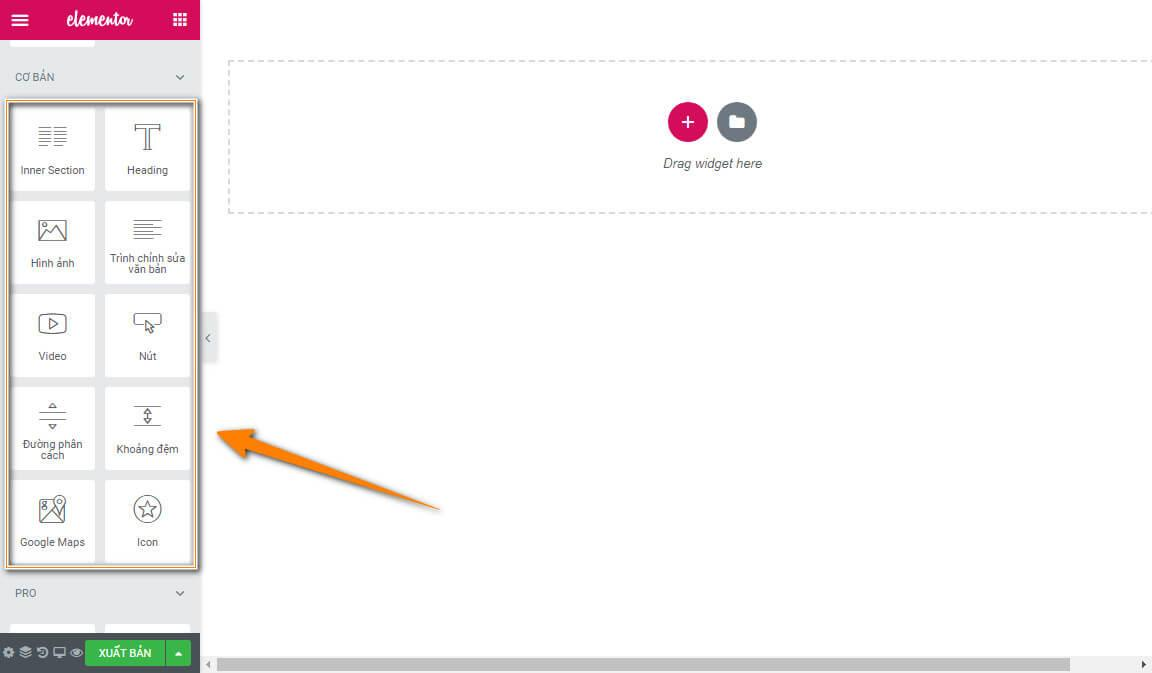 elementor
CƠ BẢN
Inner Section
Heading
Hình ảnh
Trình chỉnh sửa
văn bản
Video
Nút
Đường phân
cách
Khoảng đệm
Google Maps
Icon
PRO
XUẤT BẢN
Drag widget here